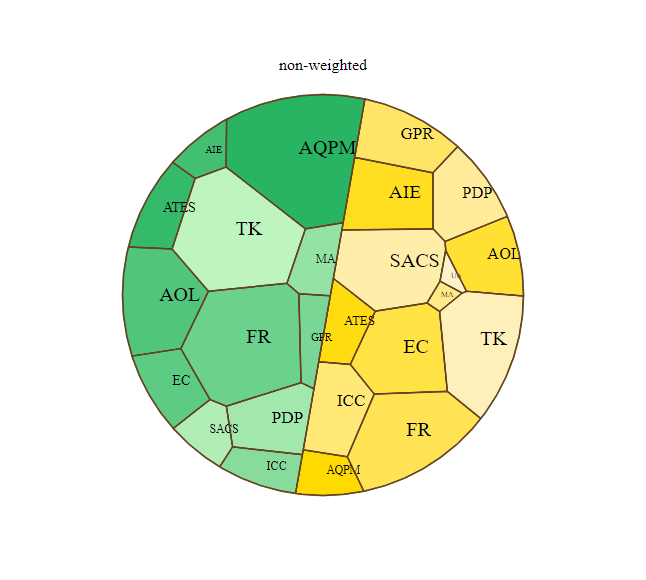 non-weighted
AQPM
GPR
AIE
AIE
PDP
ATES
TK
AOL
MA
SACS
AOL
MA
ATES
GPR
FR
TK
EC
EC
ICC
PDP
SACS
FR
ICC
AQPM